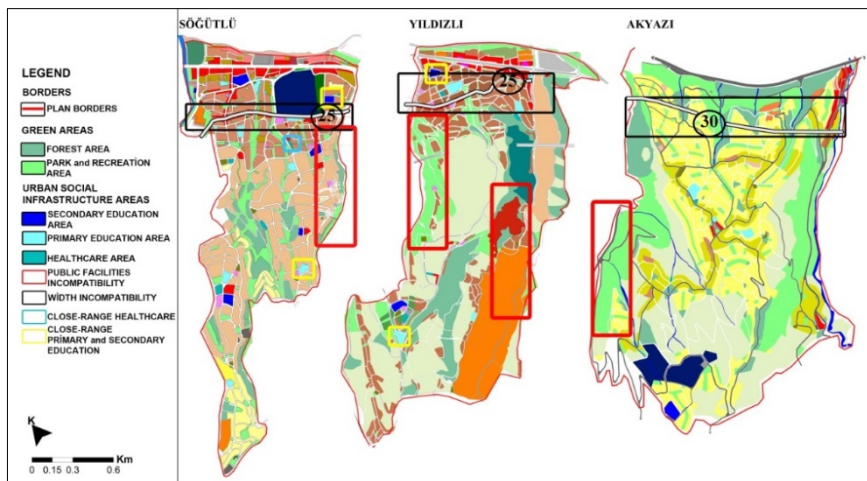 SÖĞÜTLÜ
YILDIZLI
AKYAZI
LEGEND
BORDERS
PLAN BORDERS
GREEN AREAS
FOREST AREA
PARK and RECREATİON
AREA
URBAN SOCIAL
INFRASTRUCTURE AREAS
SECONDARY EDUCATION
AREA
PRIMARY EDUCATION AREA
HEALTHCARE AREA
PUBLIC FACILITIES
INCOMPATIBILITY
WİDTH INCOMPATIBILITY
CLOSE-RANGE HEALTHCARE
CLOSE-RANGE
PRİMARY and SECONDARY
EDUCATION
K
Km
0 0.15 0.3 0.6
25
25
30